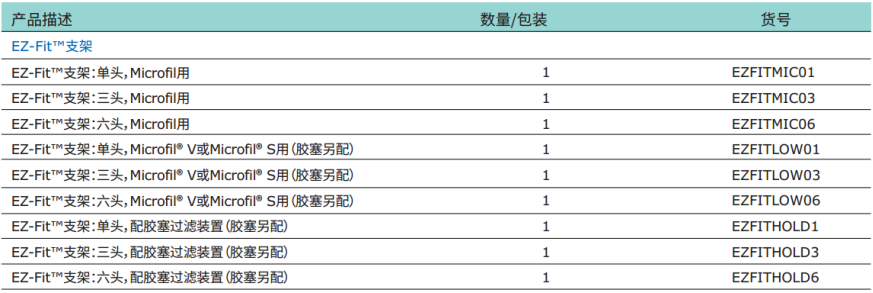 产品描述 数量/包装 货号
EZ-Fit™支架
EZ-Fit™支架:单头,Microfil用 1 EZFITMIC01
EZ-Fit™支架:三头,Microfil用 1 EZFITMIC03
EZ-Fit™支架:六头,Microfil用 1 EZFITMIC06
EZ-Fit™支架:单头,Microfil® V或Microfil® S用(胶塞另配) 1 EZFITLOW01
EZ-Fit™支架:三头,Microfil® V或Microfil® S用(胶塞另配) 1 EZFITLOW03
EZ-Fit™支架:六头,Microfil® V或Microfil® S用(胶塞另配) 1 EZFITLOW06
EZ-Fit™支架:单头,配胶塞过滤装置(胶塞另配) 1 EZFITHOLD1
EZ-Fit™支架:三头,配胶塞过滤装置(胶塞另配) 1 EZFITHOLD3
EZ-Fit™支架:六头,配胶塞过滤装置(胶塞另配) 1 EZFITHOLD6